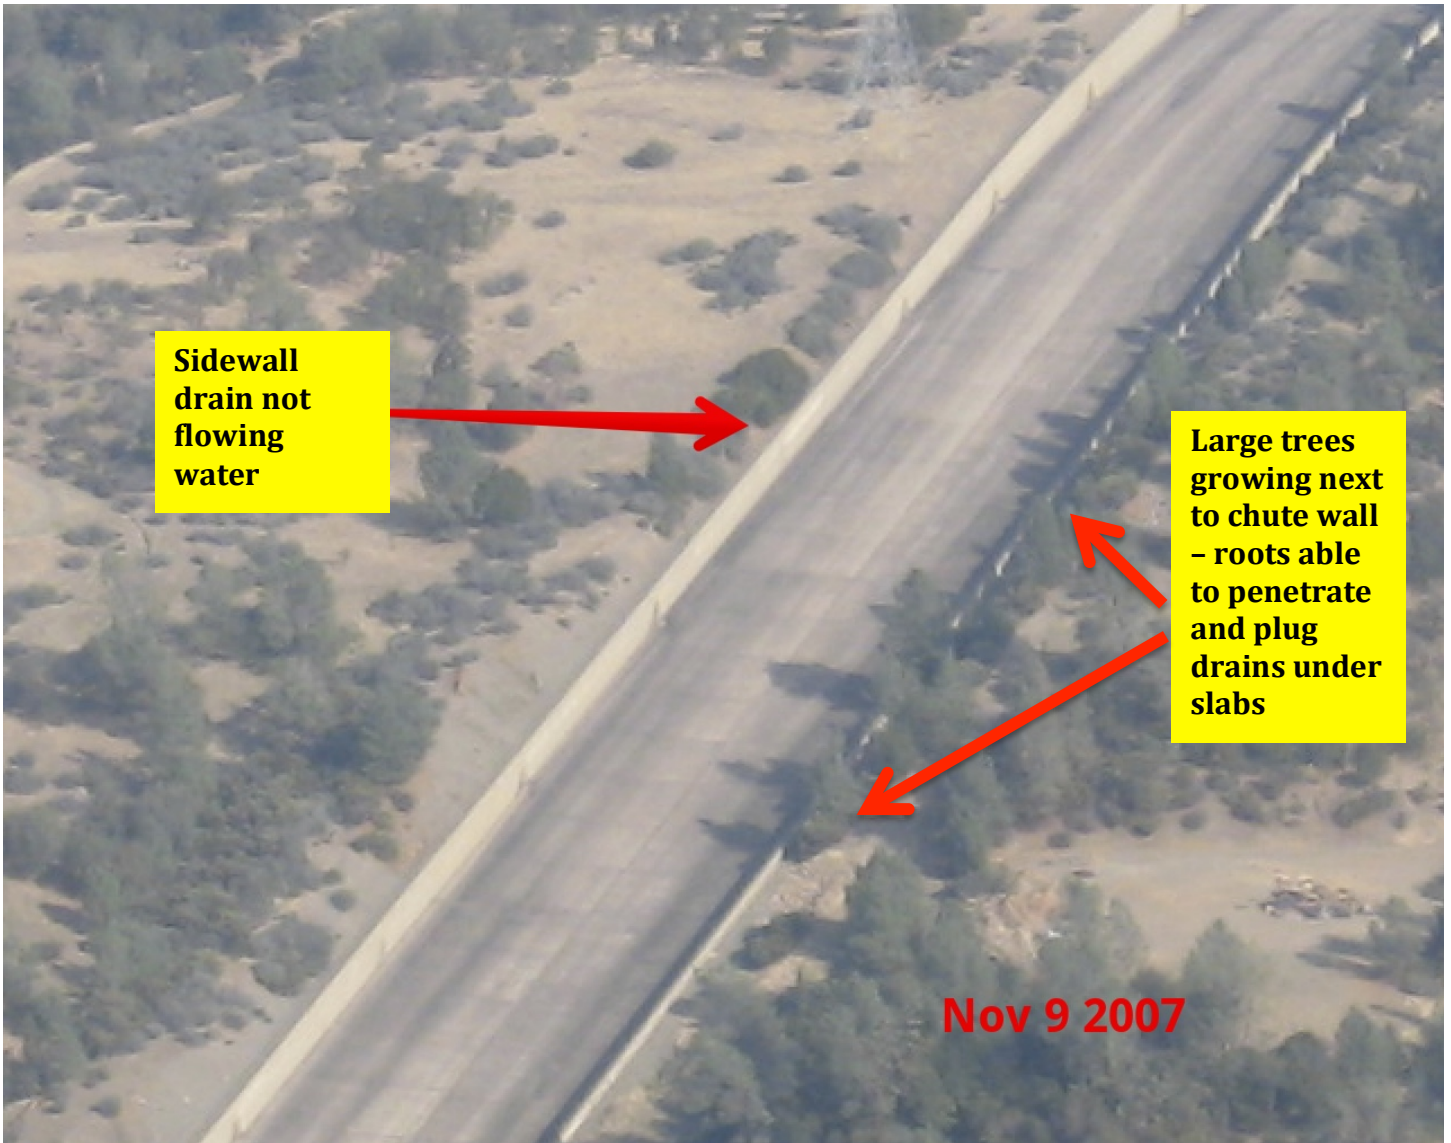 Sidewall
drain not
flowing
water
Large trees
growing next
to chute wall
– roots able
to penetrate
and plug
drains under
slabs
Nov 9 2007